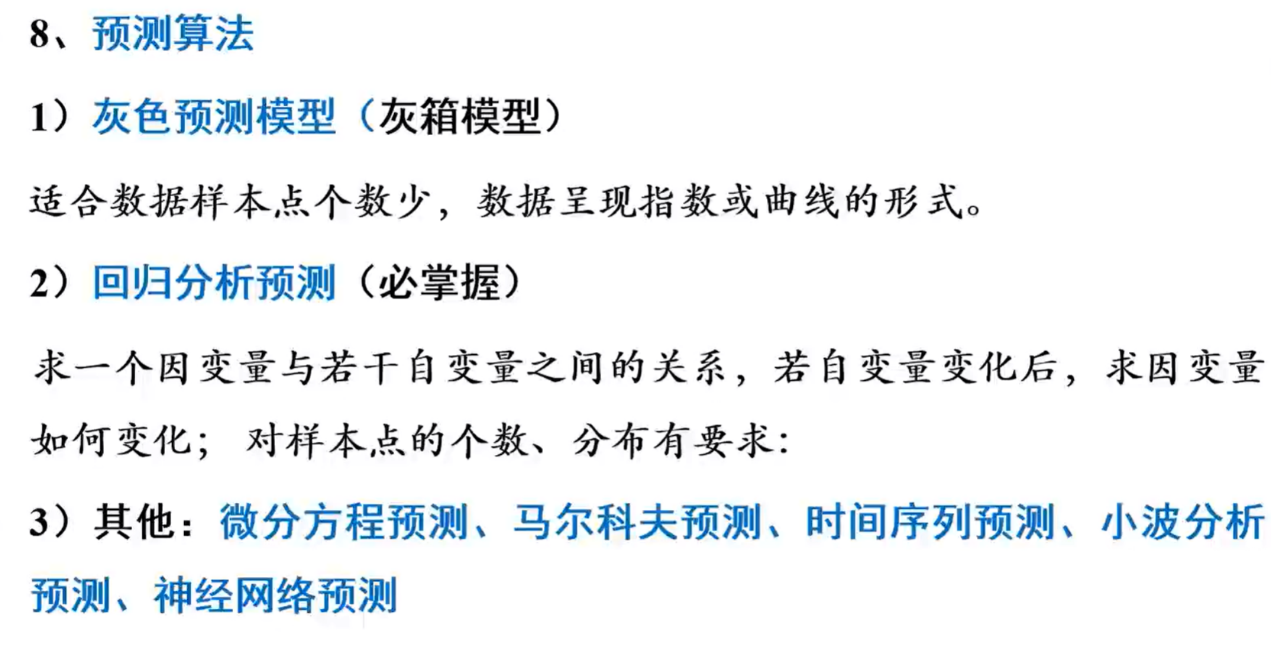 8、预测算法
1）灰色预测模型（灰箱模型）
适合数据样本点个数少，数据呈现指数或曲线的形式。
2）回归分析预测（必掌握）
求一个因变量与若干自变量之间的关系，若自变量变化后，求因变量
如何变化； 对样本点的个数、分布有要求：
3）其他：微分方程预测、马尔科夫预测、时间序列预测、小波分析
预测、神经网络预测